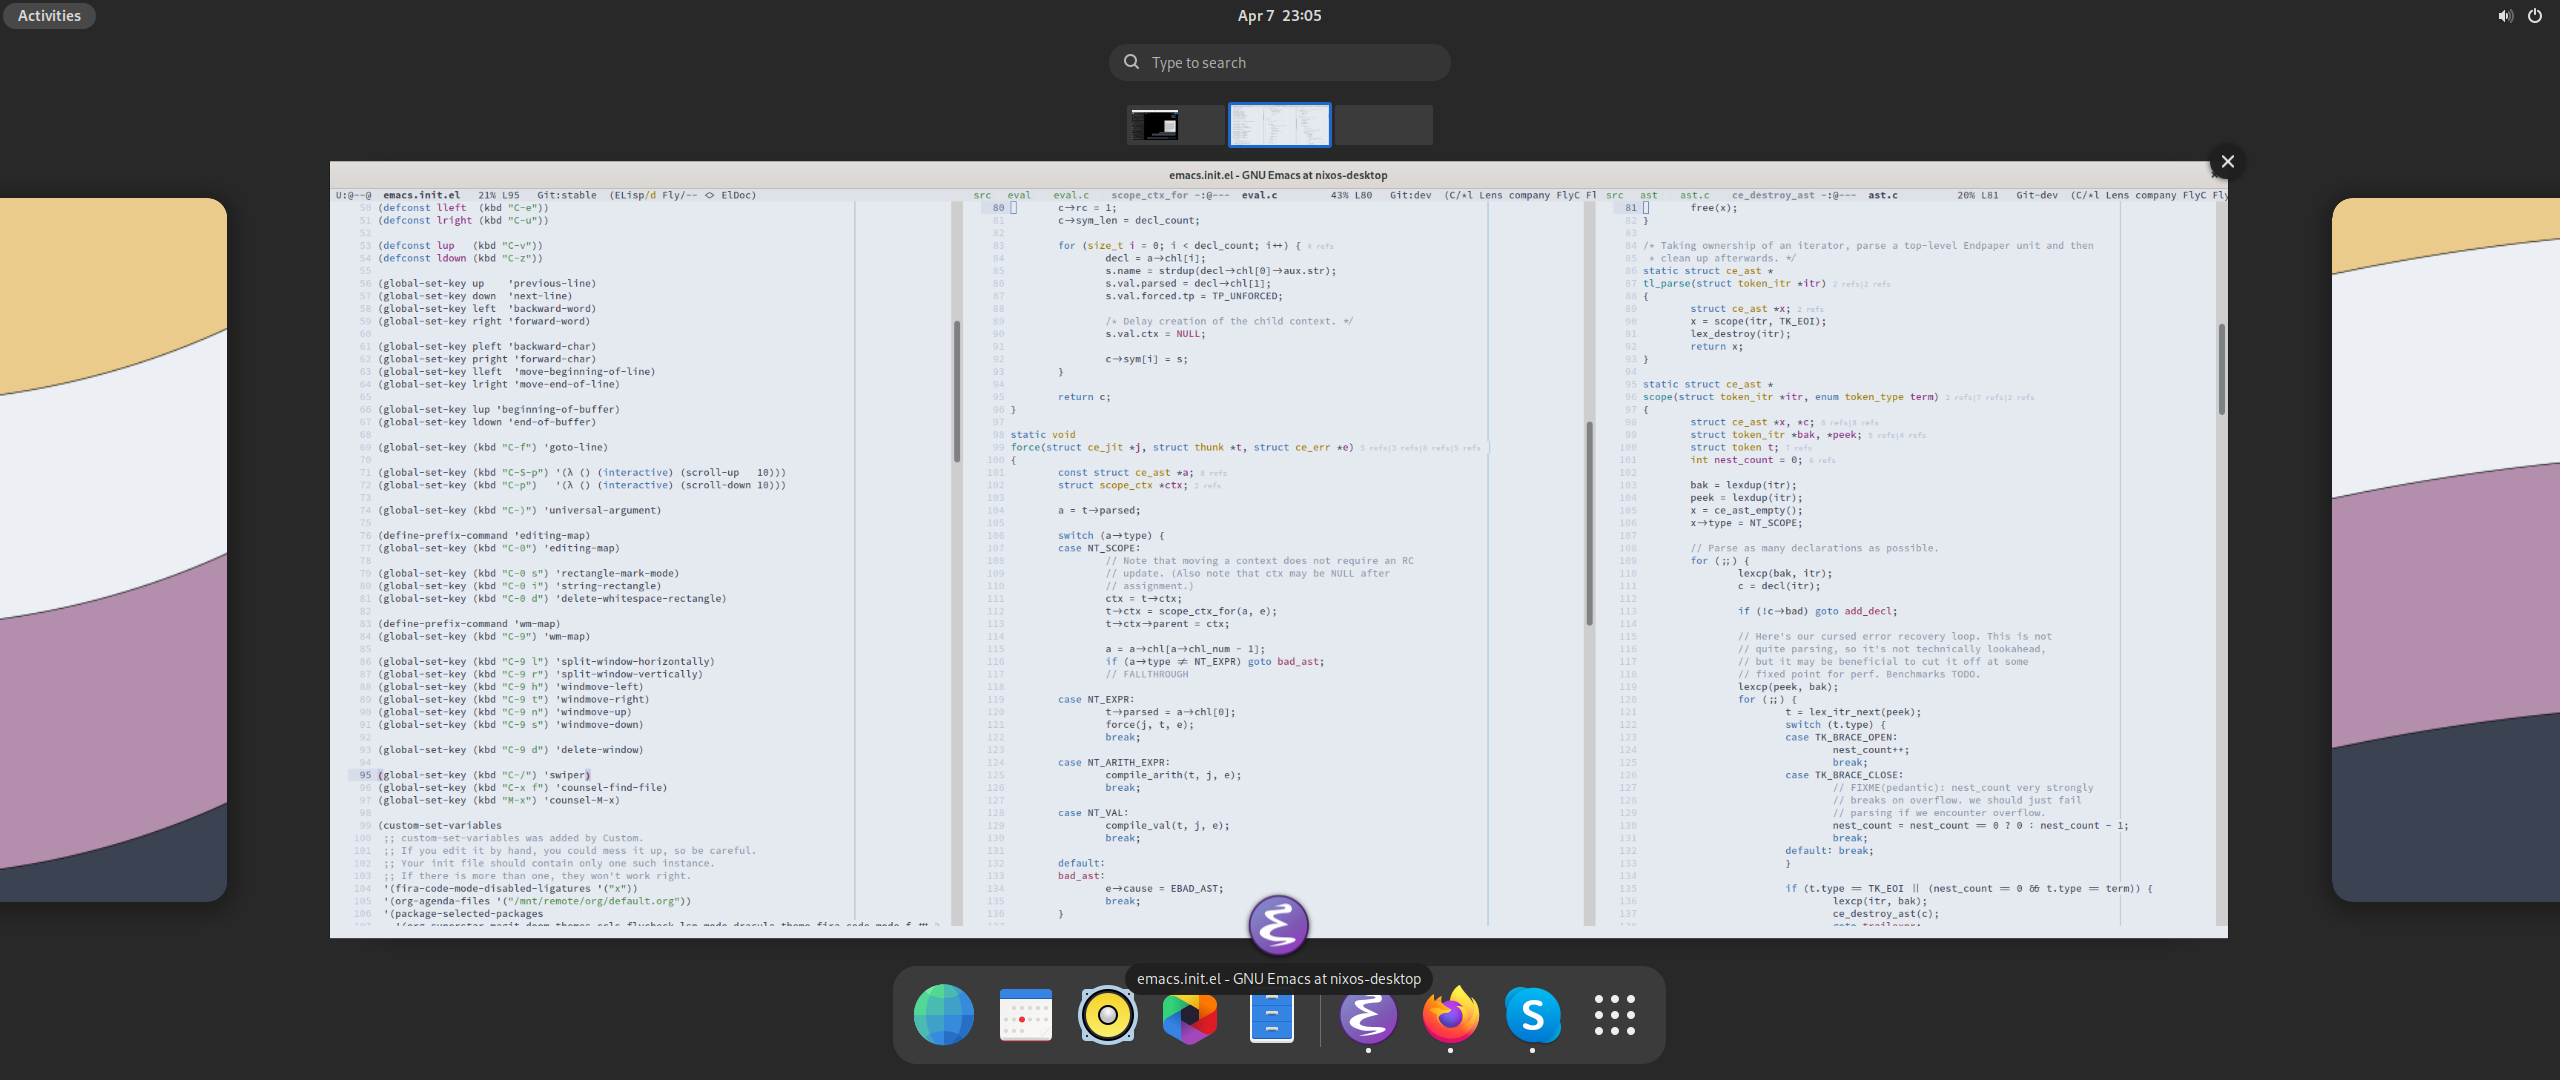 Activities
Apr 7 23:05
Type to search
emacs.init.el - GNU Emacs at nixos-desktop
U:@--@ emacs.init.el 21% L95 Git:stable (ELisp/d Fly/-- <> ElDoc)
50 (defconst lleft (kbd "C-e"))
51 (defconst lright (kbd "C-u"))
52
53 (defconst lup (kbd "C-v"))
54 (defconst ldown (kbd "C-z"))
55
56 (global-set-key up 'previous-line)
57 (global-set-key down 'next-line)
58 (global-set-key left 'backward-word)
59 (global-set-key right 'forward-word)
60
61 (global-set-key pleft 'backward-char)
62 (global-set-key pright 'forward-char)
63 (global-set-key lleft 'move-beginning-of-line)
64 (global-set-key lright 'move-end-of-line)
65
66 (global-set-key lup 'beginning-of-buffer)
67 (global-set-key ldown 'end-of-buffer)
68
69 (global-set-key (kbd "C-f") 'goto-line)
70
71 (global-set-key (kbd "C-S-p") '(λ () (interactive) (scroll-up 10)))
72 (global-set-key (kbd "C-p") '(λ () (interactive) (scroll-down 10)))
73
74 (global-set-key (kbd "C-)") 'universal-argument)
75
76 (define-prefix-command 'editing-map)
77 (global-set-key (kbd "C-0") 'editing-map)
78
79 (global-set-key (kbd "C-0 s") 'rectangle-mark-mode)
80 (global-set-key (kbd "C-0 i") 'string-rectangle)
81 (global-set-key (kbd "C-0 d") 'delete-whitespace-rectangle)
82
83 (define-prefix-command 'wm-map)
84 (global-set-key (kbd "C-9") 'wm-map)
85
86 (global-set-key (kbd "C-9 l") 'split-window-horizontally)
87 (global-set-key (kbd "C-9 r") 'split-window-vertically)
88 (global-set-key (kbd "C-9 h") 'windmove-left)
89 (global-set-key (kbd "C-9 t") 'windmove-right)
90 (global-set-key (kbd "C-9 n") 'windmove-up)
91 (global-set-key (kbd "C-9 s") 'windmove-down)
92
93 (global-set-key (kbd "C-9 d") 'delete-window)
94
95 (global-set-key (kbd "C-/") 'swiper)
96 (global-set-key (kbd "C-x f") 'counsel-find-file)
97 (global-set-key (kbd "M-x") 'counsel-M-x)
98
99 (custom-set-variables
100 ;; custom-set-variables was added by Custom.
101 ;; If you edit it by hand, you could mess it up, so be careful.
102 ;; Your init file should contain only one such instance.
103 ;; If there is more than one, they won't work right.
104 '(fira-code-mode-disabled-ligatures '("x"))
105 '(org-agenda-files '("/mnt/remote/org/default.org"))
106 '(package-selected-packages
src eval eval.c scope_ctx_for -:@--- eval.c 43% L80 Git:dev (C/*l Lens company FlyC Fl
80 c→rc = 1;
81 c→sym_len = decl_count;
82
83 for (size_t i = 0; i < decl_count; i++) { 4 refs
84 decl = a→chl[i];
85 s.name = strdup(decl→chl[0]→aux.str);
86 s.val.parsed = decl→chl[1];
87 s.val.forced.tp = TP_UNFORCED;
88
89 /* Delay creation of the child context. */
90 s.val.ctx = NULL;
91
92 c→sym[i] = s;
93 }
94
95 return c;
96 }
97
98 static void
99 force(struct ce_jit *j, struct thunk *t, struct ce_err *e) 5 refs|3 refs|8 refs|5 refs
100 {
101 const struct ce_ast *a; 8 refs
102 struct scope_ctx *ctx; 2 refs
103
104 a = t→parsed;
105
106 switch (a→type) {
107 case NT_SCOPE:
108 // Note that moving a context does not require an RC
109 // update. (Also note that ctx may be NULL after
110 // assignment.)
111 ctx = t→ctx;
112 t→ctx = scope_ctx_for(a, e);
113 t→ctx→parent = ctx;
114
115 a = a→chl[a→chl_num - 1];
116 if (a→type ≠ NT_EXPR) goto bad_ast;
117 // FALLTHROUGH
118
119 case NT_EXPR:
120 t→parsed = a→chl[0];
121 force(j, t, e);
122 break;
123
124 case NT_ARITH_EXPR:
125 compile_arith(t, j, e);
126 break;
127
128 case NT_VAL:
129 compile_val(t, j, e);
130 break;
131
132 default:
133 bad_ast:
134 e→cause = EBAD_AST;
135 break;
136 }
src ast ast.c ce_destroy_ast -:@--- ast.c 20% L81 Git-dev (C/*l Lens company FlyC Fly
81 free(x);
82 }
83
84 /* Taking ownership of an iterator, parse a top-level Endpaper unit and then
85 * clean up afterwards. */
86 static struct ce_ast *
87 tl_parse(struct token_itr *itr) 2 refs|2 refs
88 {
89 struct ce_ast *x; 2 refs
90 x = scope(itr, TK_EOI);
91 lex_destroy(itr);
92 return x;
93 }
94
95 static struct ce_ast *
96 scope(struct token_itr *itr, enum token_type term) 2 refs|7 refs|2 refs
97 {
98 struct ce_ast *x, *c; 8 refs|8 refs
99 struct token_itr *bak, *peek; 5 refs|4 refs
100 struct token t; 7 refs
101 int nest_count = 0; 6 refs
102
103 bak = lexdup(itr);
104 peek = lexdup(itr);
105 x = ce_ast_empty();
106 x→type = NT_SCOPE;
107
108 // Parse as many declarations as possible.
109 for (;;) {
110 lexcp(bak, itr);
111 c = decl(itr);
112
113 if (!c→bad) goto add_decl;
114
115 // Here's our cursed error recovery loop. This is not
116 // quite parsing, so it's not technically lookahead,
117 // but it may be beneficial to cut it off at some
118 // fixed point for perf. Benchmarks TODO.
119 lexcp(peek, bak);
120 for (;;) {
121 t = lex_itr_next(peek);
122 switch (t.type) {
123 case TK_BRACE_OPEN:
124 nest_count++;
125 break;
126 case TK_BRACE_CLOSE:
127 // FIXME(pedantic): nest_count very strongly
128 // breaks on overflow. we should just fail
129 // parsing if we encounter overflow.
130 nest_count = nest_count == 0 ? 0 : nest_count - 1;
131 break;
132 default: break;
133 }
134
135 if (t.type == TK_EOI || (nest_count == 0 && t.type == term)) {
136 lexcp(itr, bak);
137 ce_destroy_ast(c);
emacs.init.el - GNU Emacs at nixos-desktop